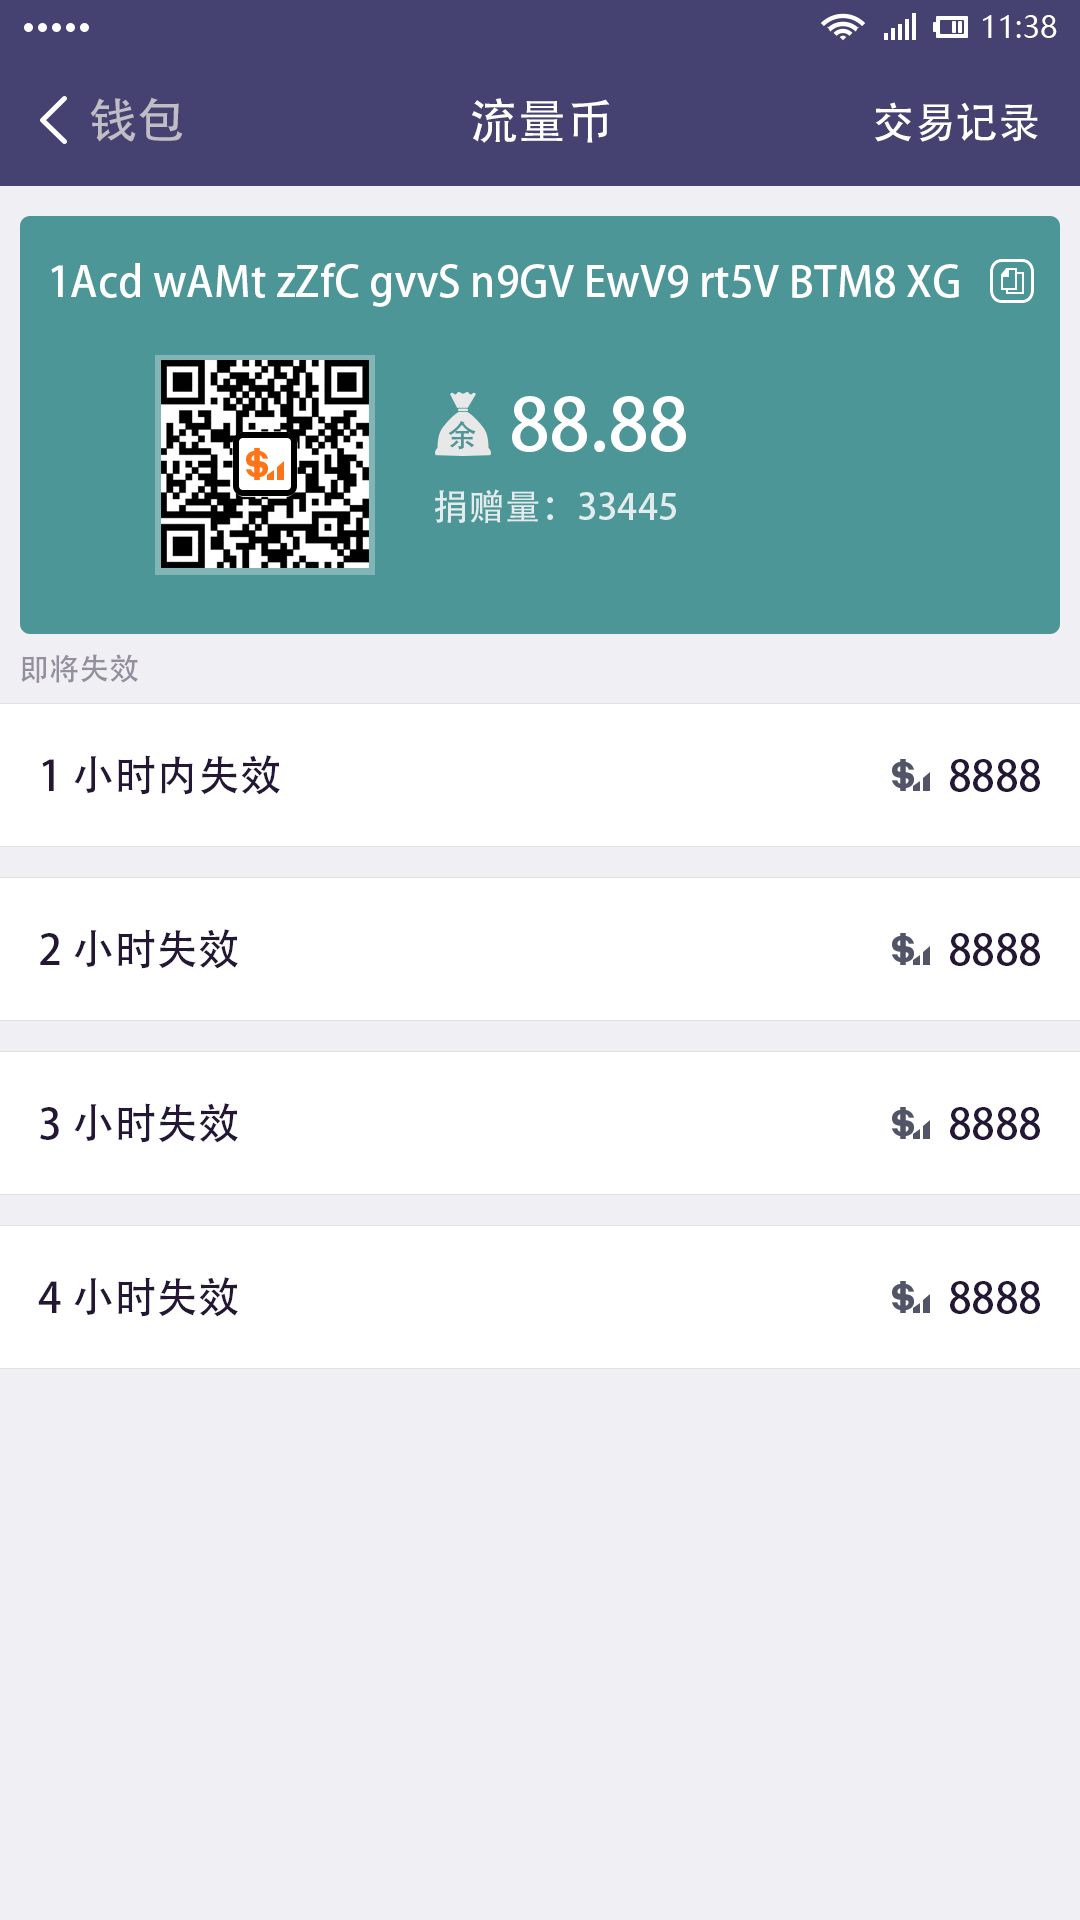 11:38
钱包 流量币 交易记录
1Acd wAMt zZfC gvvS n9GV EwV9 rt5V BTM8 XG
余 88.88
捐赠量：33445
即将失效
1 小时内失效 8888
2 小时失效 8888
3 小时失效 8888
4 小时失效 8888